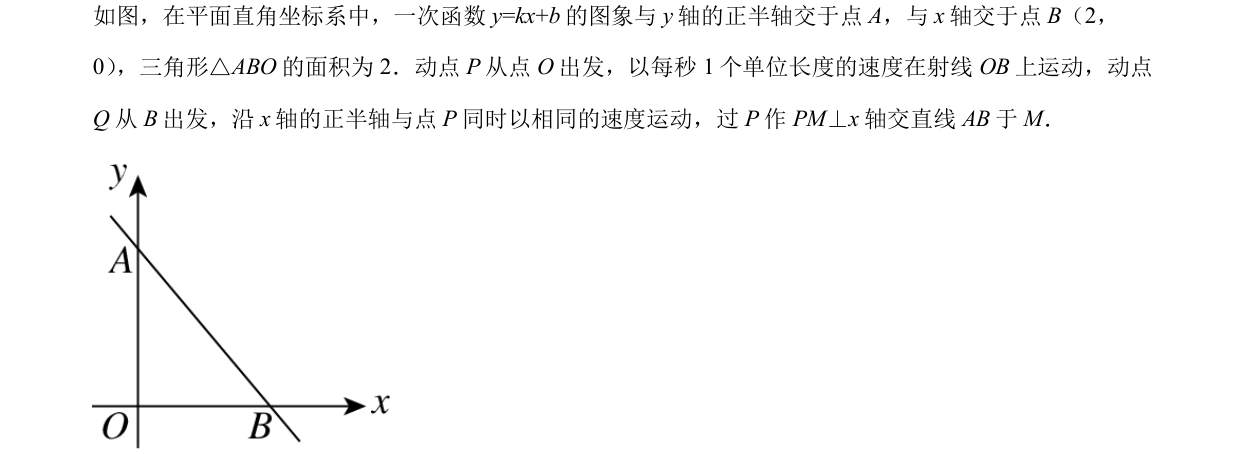 如图，在平面直角坐标系中，一次函数 y=kx+b 的图象与 y 轴的正半轴交于点 A，与 x 轴交于点 B（2，
0），三角形△ABO 的面积为 2．动点 P 从点 O 出发，以每秒 1 个单位长度的速度在射线 OB 上运动，动点
Q 从 B 出发，沿 x 轴的正半轴与点 P 同时以相同的速度运动，过 P 作 PM⊥x 轴交直线 AB 于 M．
y
A
x
O
B